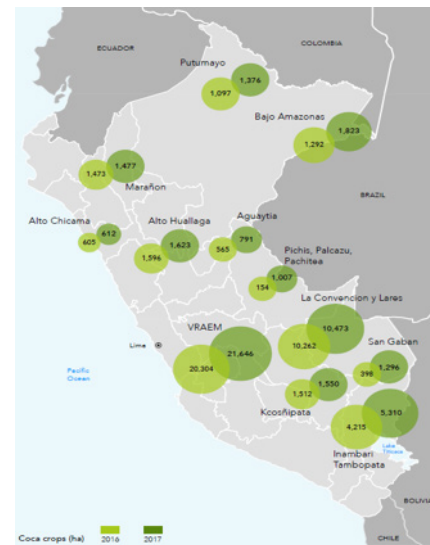 ECUADOR
COLOMBIA
Putumayo
1,376
1,097
Bajo Amazonas
1,823
1,292
1,477
1,473
Marañon
BRAZIL
Alto Chicama
612
605
Alto Huallaga
1,623
1,596
Aguaytia
791
565
Pichis, Palcazu,
Pachitea
1,007
154
La Convencion y Lares
10,473
10,262
VRAEM
21,646
20,304
Lima
San Gaban
1,296
398
Pacific
Ocean
1,550
1,512
Kcosñipata
5,310
4,215
Lake
Titicaca
Inambari
Tambopata
BOLIVIA
CHILE
Coca crops (ha)
2016
2017